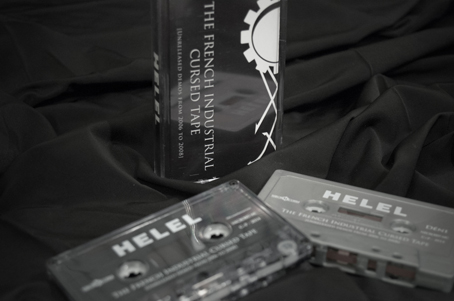 THE FRENCH INDUSTRIAL
CURSED TAPE
(UNRELEASED DEMOS FROM 2006 TO 2008)
HELEL
HELEL
THE FRENCH INDUSTRIAL CURSED TAPE
HELEL
DEMO
THE FRENCH INDUSTRIAL CURSED TAPE